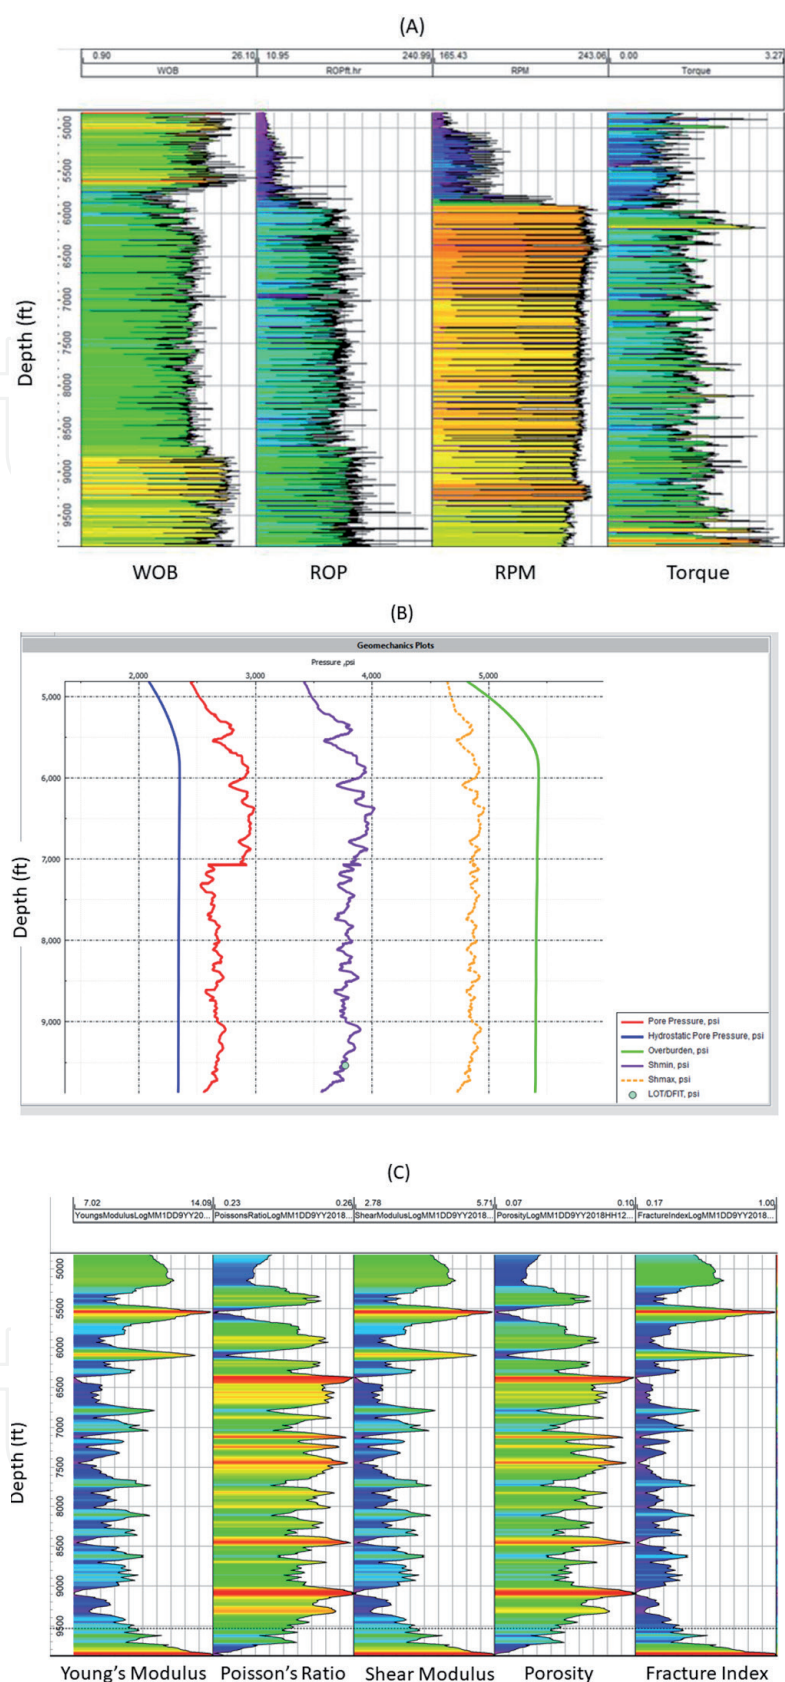 (A)
0.90 26.10 10.95 240.99 165.43 243.06 0.00 3.27
WOB ROPft.hr RPM Torque
Depth (ft)
5000
5500
6000
6500
7000
7500
8000
8500
9000
9500
WOB ROP RPM Torque
(B)
Geomechanics Plots
Pressure ,psi
2,000 3,000 4,000 5,000
Depth (ft)
5,000
6,000
7,000
8,000
9,000
Pore Pressure, psi
Hydrostatic Pore Pressure, psi
Overburden, psi
Shmin, psi
Shmax, psi
LOT/DFIT, psi
(C)
7.02 14.09 0.23 0.26 2.78 5.71 0.07 0.10 0.17 1.00
YoungsModulusLogMM1DD9YY20... PoissonsRatioLogMM1DD9YY2018... ShearModulusLogMM1DD9YY2018... PorosityLogMM1DD9YY2018HH12... FractureIndexLogMM1DD9YY2018...
Depth (ft)
5000
5500
6000
6500
7000
7500
8000
8500
9000
9500
Young's Modulus Poisson's Ratio Shear Modulus Porosity Fracture Index